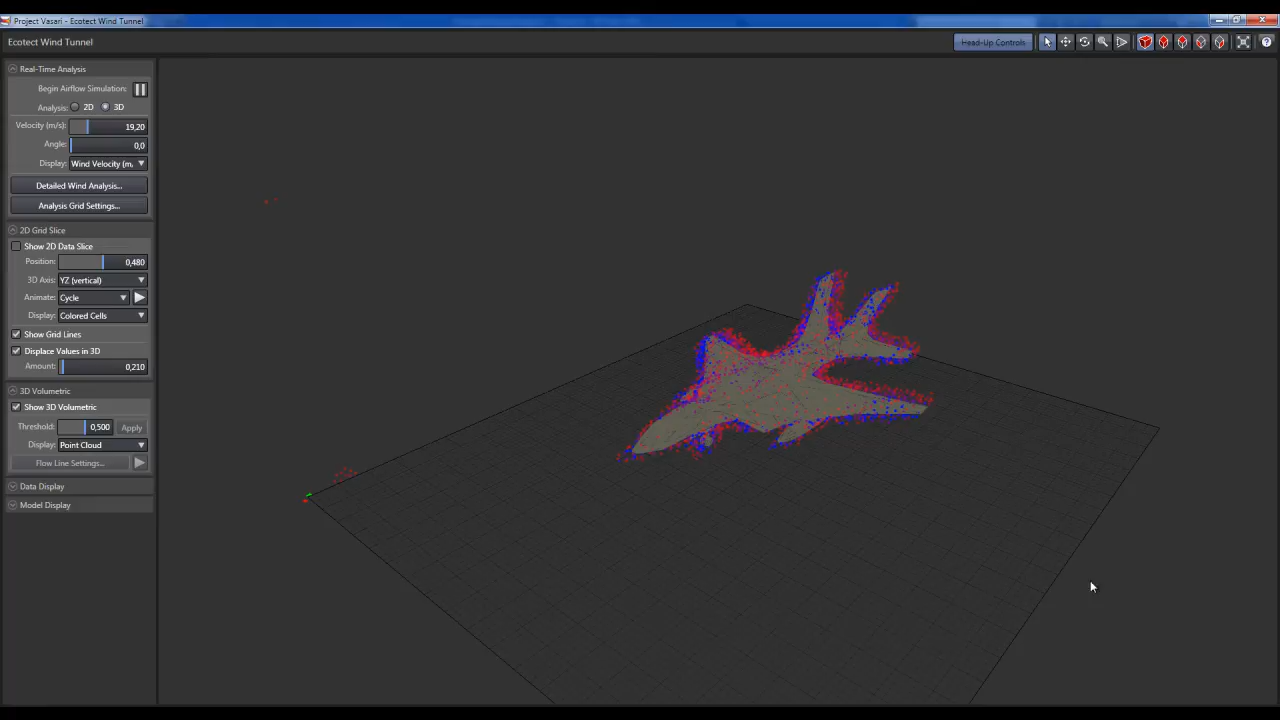 Project Vasari - Ecotect Wind Tunnel
Ecotect Wind Tunnel
Head-Up Controls
Real-Time Analysis
Begin Airflow Simulation:
Analysis: 2D 3D
Velocity (m/s): 19,20
Angle: 0,0
Display: Wind Velocity (m,
Detailed Wind Analysis...
Analysis Grid Settings...
2D Grid Slice
Show 2D Data Slice
Position: 0,480
3D Axis: YZ (vertical)
Animate: Cycle
Display: Colored Cells
Show Grid Lines
Displace Values in 3D
Amount: 0,210
3D Volumetric
Show 3D Volumetric
Threshold: 0,500 Apply
Display: Point Cloud
Flow Line Settings...
Data Display
Model Display